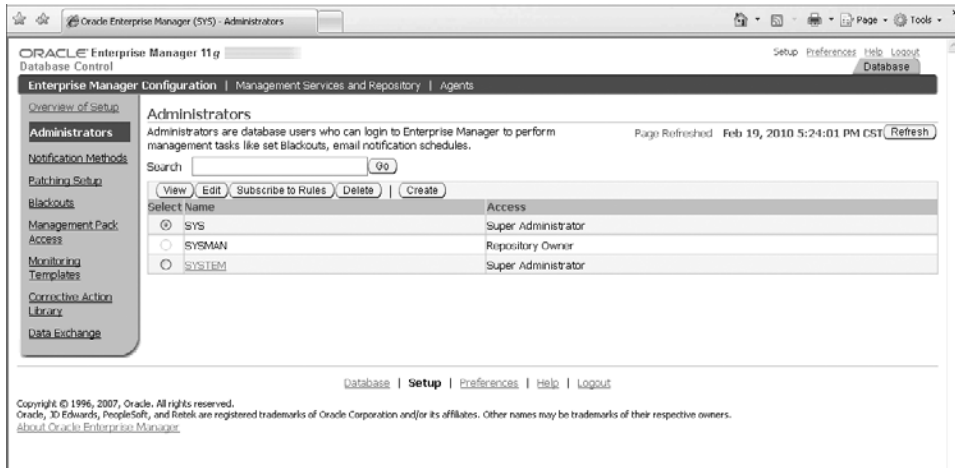 Oracle Enterprise Manager (SYS) - Administrators
Page Tools
ORACLE Enterprise Manager 11g
Database Control
Setup Preferences Help Logout
Database
Enterprise Manager Configuration | Management Services and Repository | Agents
Overview of Setup
Administrators
Notification Methods
Patching Setup
Blackouts
Management Pack
Access
Monitoring
Templates
Corrective Action
Library
Data Exchange
Administrators
Administrators are database users who can login to Enterprise Manager to perform
management tasks like set Blackouts, email notification schedules.
Page Refreshed Feb 19, 2010 5:24:01 PM CST Refresh
Search Go
View Edit Subscribe to Rules Delete | Create
Select Name Access
SYS Super Administrator
SYSMAN Repository Owner
SYSTEM Super Administrator
Database | Setup | Preferences | Help | Logout
Copyright © 1996, 2007, Oracle. All rights reserved.
Oracle, JD Edwards, PeopleSoft, and Retek are registered trademarks of Oracle Corporation and/or its affiliates. Other names may be trademarks of their respective owners.
About Oracle Enterprise Manager